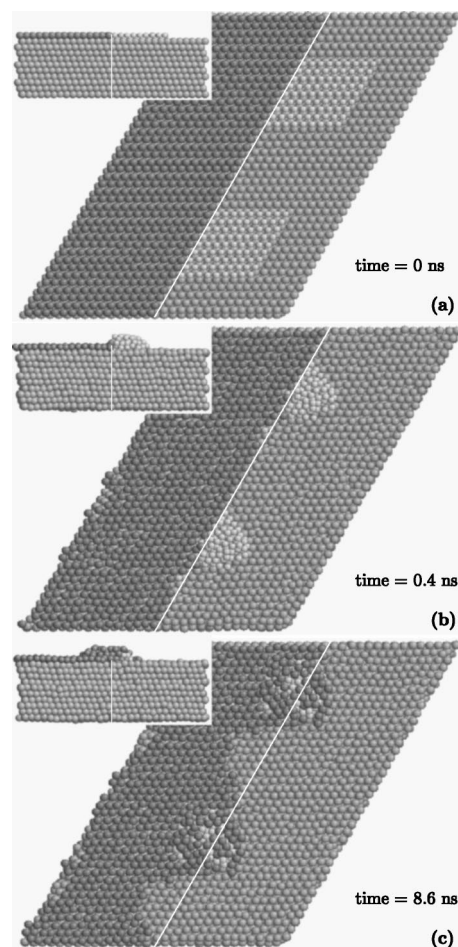 time = 0 ns
(a)
time = 0.4 ns
(b)
time = 8.6 ns
(c)